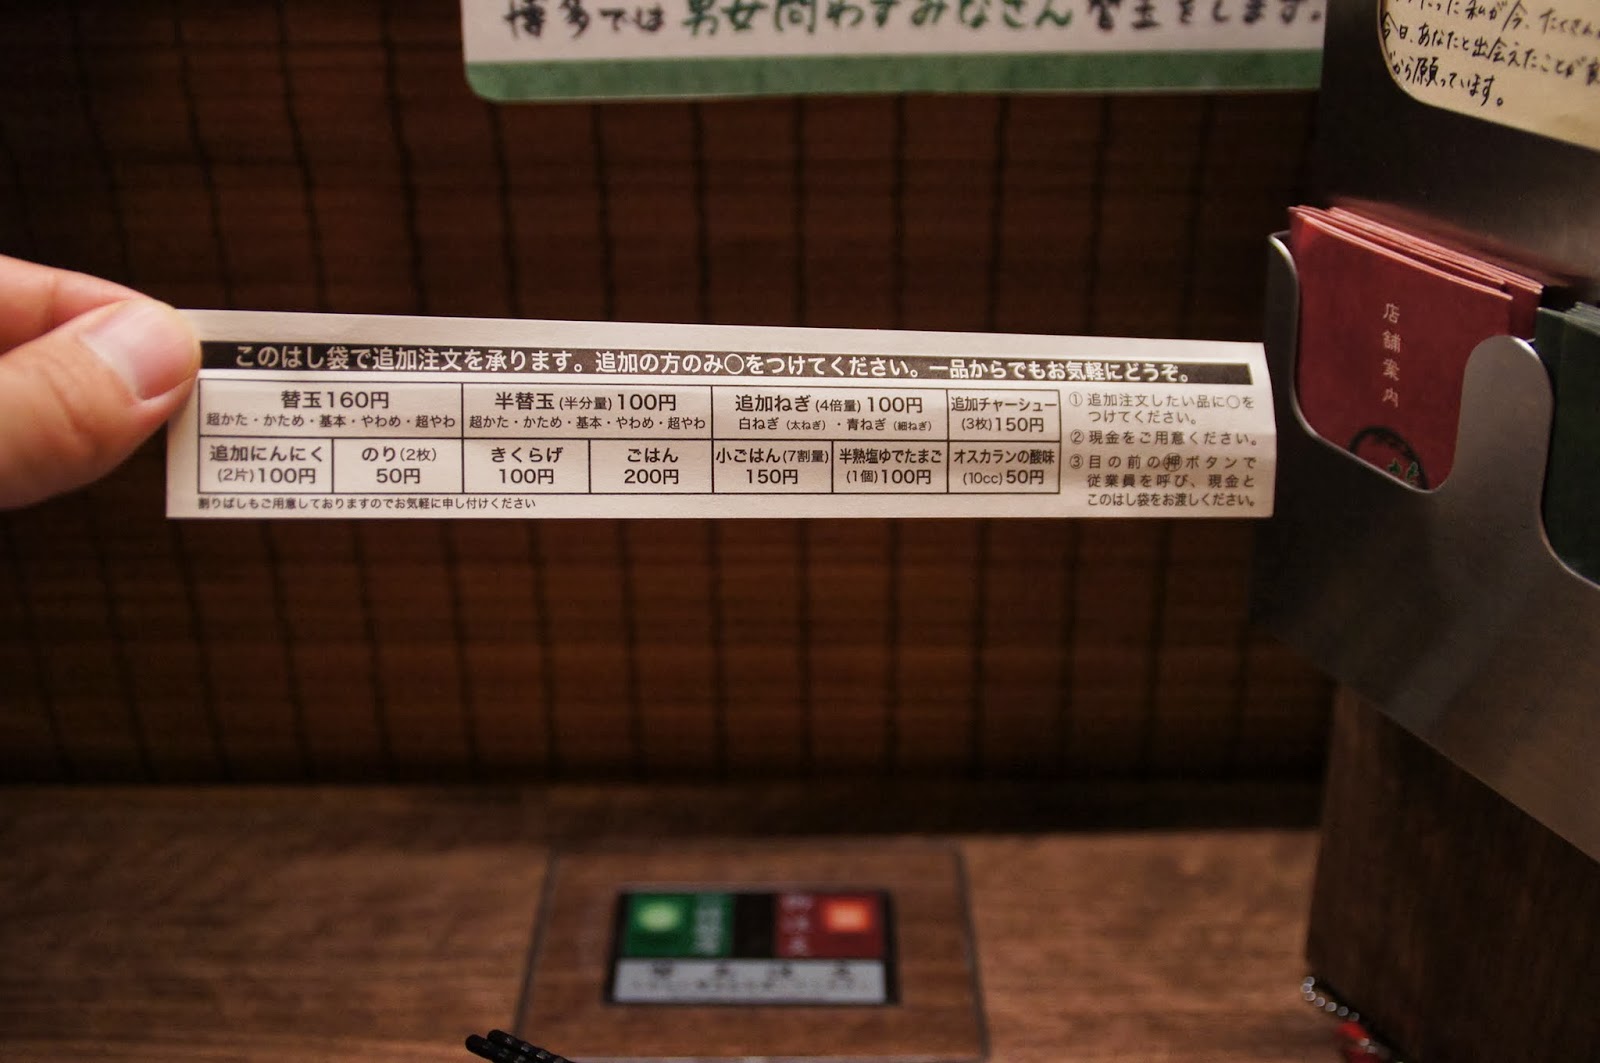 博多では男女問わずみなさん替玉をします。
今日、あなたと出会えたことが
願っています。
店舗案内
このはし袋で追加注文を承ります。追加の方のみ○をつけてください。一品からでもお気軽にどうぞ。
替玉160円
超かた・かため・基本・やわめ・超やわ
半替玉(半分量)100円
超かた・かため・基本・やわめ・超やわ
追加ねぎ(4倍量)100円
白ねぎ(太ねぎ)・青ねぎ(細ねぎ)
追加チャーシュー
(3枚)150円
追加にんにく
(2片)100円
のり(2枚)
50円
きくらげ
100円
ごはん
200円
小ごはん(7割量)
150円
半熟塩ゆでたまご
(1個)100円
オスカランの酸味
(10cc)50円
①追加注文したい品に○を
つけてください。
②現金をご用意ください。
③目の前の㊞ボタンで
従業員を呼び、現金と
このはし袋をお渡しください。
割りばしもご用意しておりますのでお気軽に申し付けください